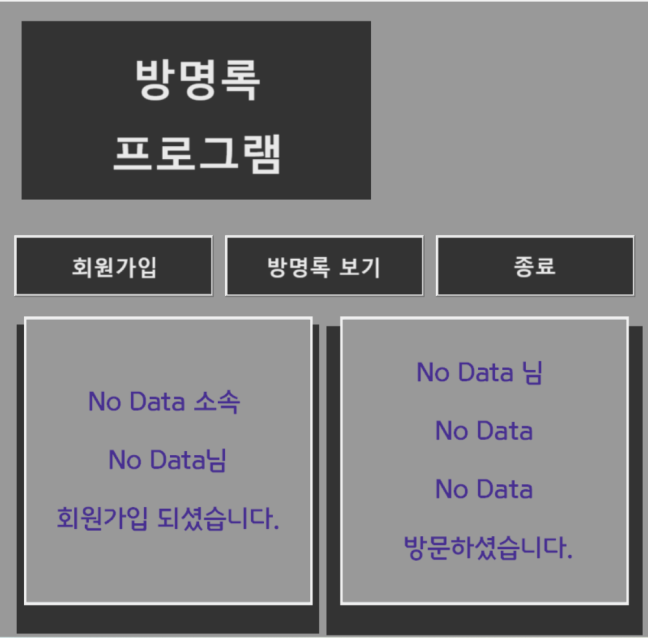 방명록
프로그램
회원가입
방명록 보기
종료
No Data 소속
No Data님
회원가입 되셨습니다.
No Data 님
No Data
No Data
방문하셨습니다.